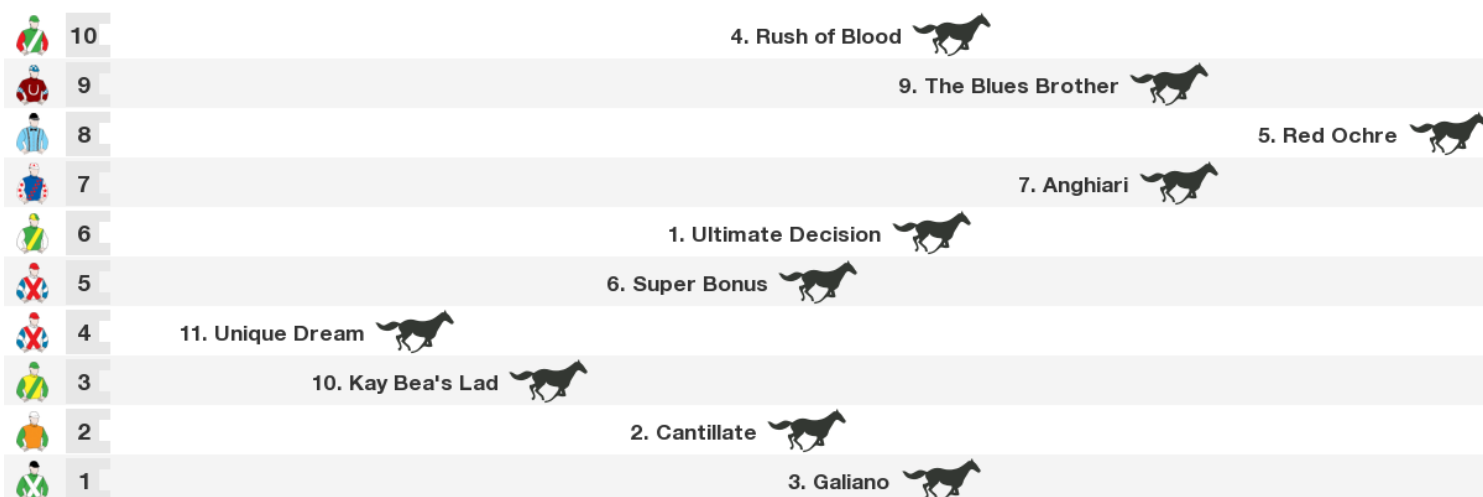 10 4. Rush of Blood
9 9. The Blues Brother
8 5. Red Ochre
7 7. Anghiari
6 1. Ultimate Decision
5 6. Super Bonus
4 11. Unique Dream
3 10. Kay Bea's Lad
2 2. Cantillate
1 3. Galiano